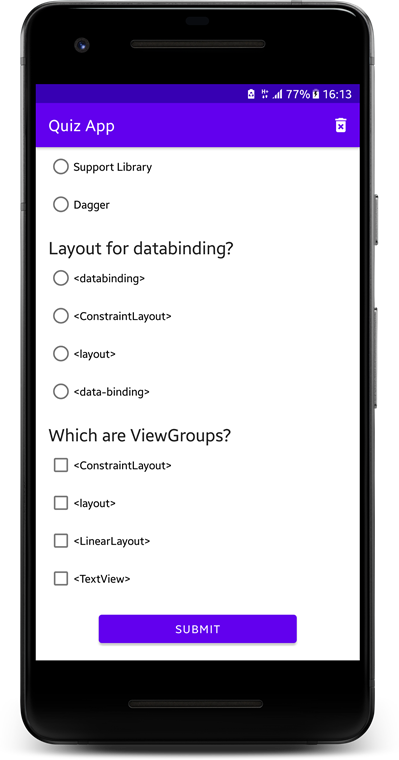 77% 16:13
Quiz App
Support Library
Dagger
Layout for databinding?
<databinding>
<ConstraintLayout>
<layout>
<data-binding>
Which are ViewGroups?
<ConstraintLayout>
<layout>
<LinearLayout>
<TextView>
SUBMIT